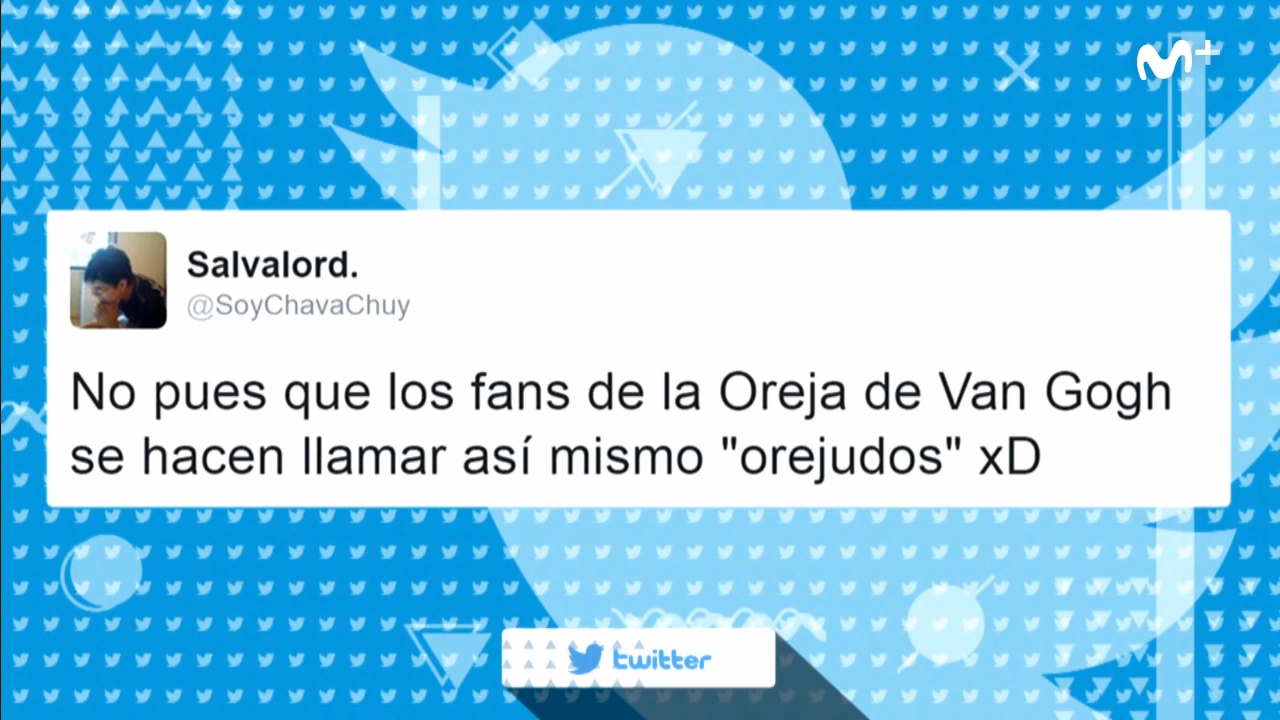 M+
Salvalord.
@SoyChavaChuy
No pues que los fans de la Oreja de Van Gogh
se hacen llamar así mismo "orejudos" xD
twitter